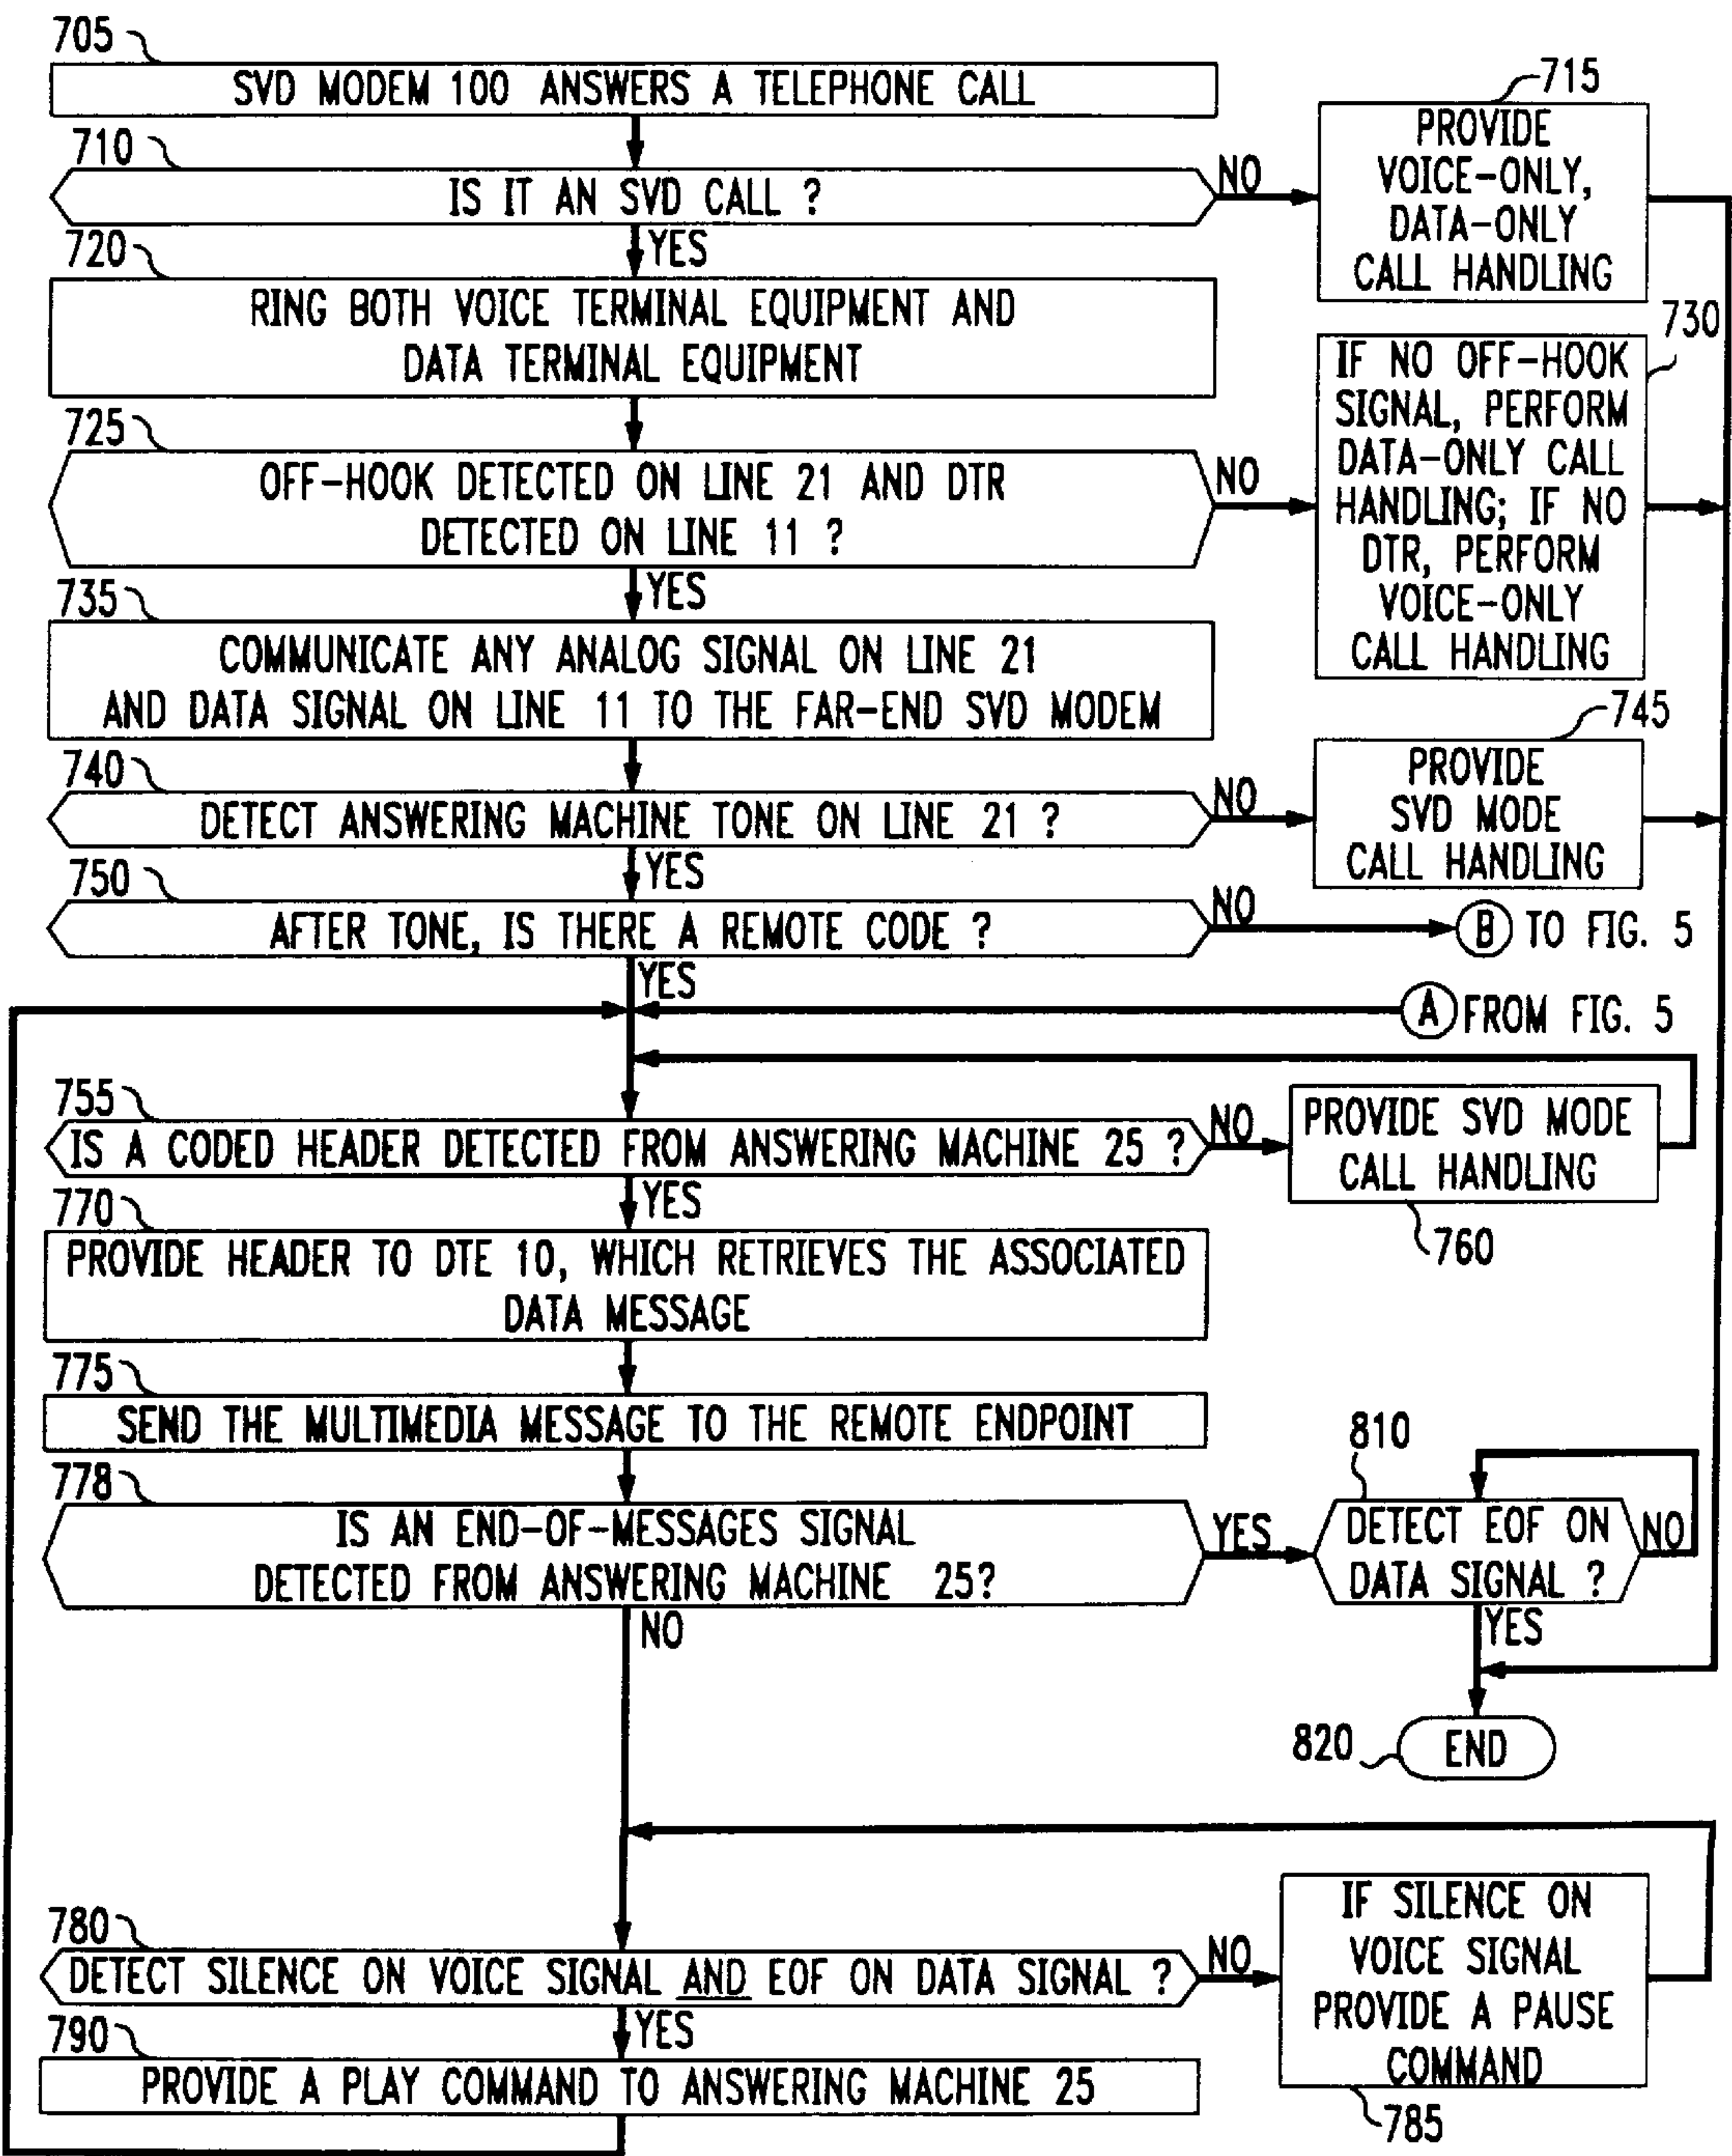 705
SVD MODEM 100 ANSWERS A TELEPHONE CALL
710
IS IT AN SVD CALL ?
NO
715
PROVIDE
VOICE-ONLY,
DATA-ONLY
CALL HANDLING
YES
720
RING BOTH VOICE TERMINAL EQUIPMENT AND
DATA TERMINAL EQUIPMENT
725
OFF-HOOK DETECTED ON LINE 21 AND DTR
DETECTED ON LINE 11 ?
NO
730
IF NO OFF-HOOK
SIGNAL, PERFORM
DATA-ONLY CALL
HANDLING; IF NO
DTR, PERFORM
VOICE-ONLY
CALL HANDLING
YES
735
COMMUNICATE ANY ANALOG SIGNAL ON LINE 21
AND DATA SIGNAL ON LINE 11 TO THE FAR-END SVD MODEM
740
DETECT ANSWERING MACHINE TONE ON LINE 21 ?
NO
745
PROVIDE
SVD MODE
CALL HANDLING
YES
750
AFTER TONE, IS THERE A REMOTE CODE ?
NO
B TO FIG. 5
YES
A FROM FIG. 5
755
IS A CODED HEADER DETECTED FROM ANSWERING MACHINE 25 ?
NO
PROVIDE SVD MODE
CALL HANDLING
760
YES
770
PROVIDE HEADER TO DTE 10, WHICH RETRIEVES THE ASSOCIATED
DATA MESSAGE
775
SEND THE MULTIMEDIA MESSAGE TO THE REMOTE ENDPOINT
778
IS AN END-OF-MESSAGES SIGNAL
DETECTED FROM ANSWERING MACHINE 25?
YES
810
DETECT EOF ON
DATA SIGNAL ?
NO
YES
NO
820
END
780
DETECT SILENCE ON VOICE SIGNAL AND EOF ON DATA SIGNAL ?
NO
IF SILENCE ON
VOICE SIGNAL
PROVIDE A PAUSE
COMMAND
785
YES
790
PROVIDE A PLAY COMMAND TO ANSWERING MACHINE 25